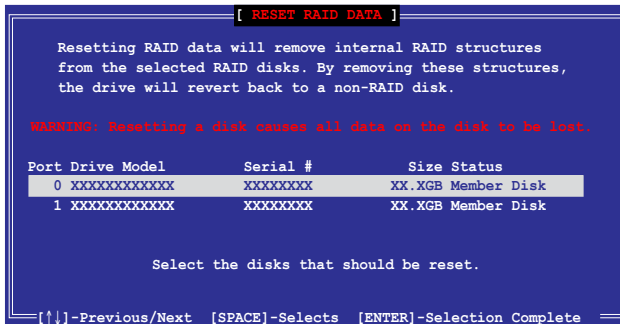 [ RESET RAID DATA ]
Resetting RAID data will remove internal RAID structures
from the selected RAID disks. By removing these structures,
the drive will revert back to a non-RAID disk.
WARNING: Resetting a disk causes all data on the disk to be lost.
Port Drive Model Serial # Size Status
0 XXXXXXXXXXXX XXXXXXXX XX.XGB Member Disk
1 XXXXXXXXXXXX XXXXXXXX XX.XGB Member Disk
Select the disks that should be reset.
[↑↓]-Previous/Next [SPACE]-Selects [ENTER]-Selection Complete